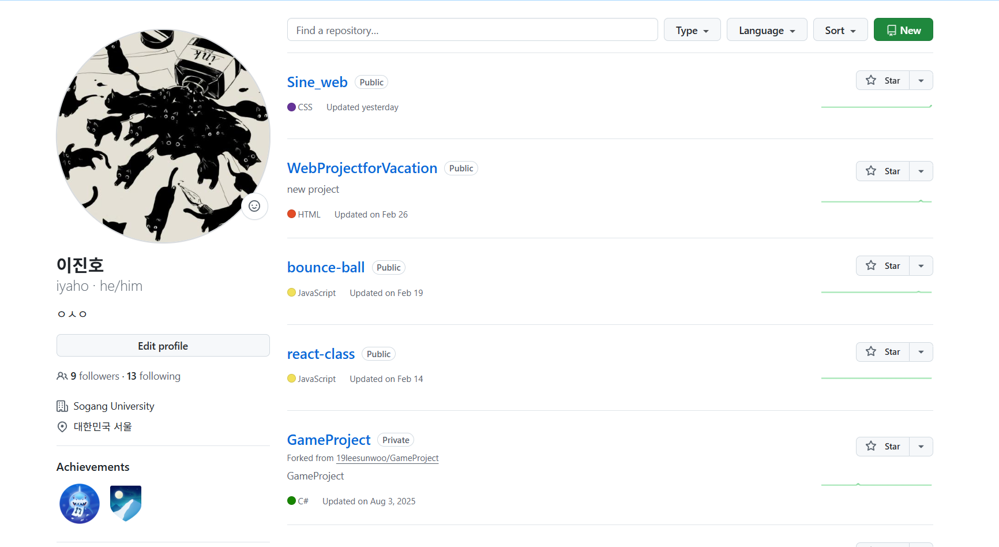 Find a repository...
Type
Language
Sort
New
ink
이진호
iyaho · he/him
ㅇㅅㅇ
Edit profile
9 followers · 13 following
Sogang University
대한민국 서울
Achievements
Sine_web Public
Star
CSS Updated yesterday
WebProjectforVacation Public
Star
new project
HTML Updated on Feb 26
bounce-ball Public
Star
JavaScript Updated on Feb 19
react-class Public
Star
JavaScript Updated on Feb 14
GameProject Private
Star
Forked from 19leesunwoo/GameProject
GameProject
C# Updated on Aug 3, 2025